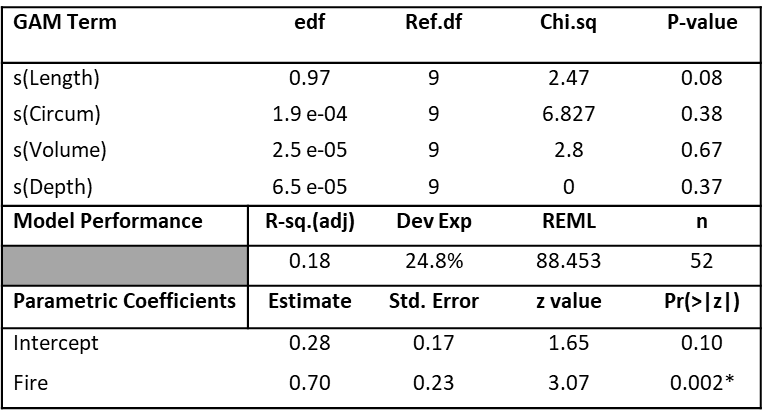 GAM Term edf Ref.df Chi.sq P-value
s(Length) 0.97 9 2.47 0.08
s(Circum) 1.9 e-04 9 6.827 0.38
s(Volume) 2.5 e-05 9 2.8 0.67
s(Depth) 6.5 e-05 9 0 0.37
Model Performance R-sq.(adj) Dev Exp REML n
0.18 24.8% 88.453 52
Parametric Coefficients Estimate Std. Error z value Pr(>|z|)
Intercept 0.28 0.17 1.65 0.10
Fire 0.70 0.23 3.07 0.002*